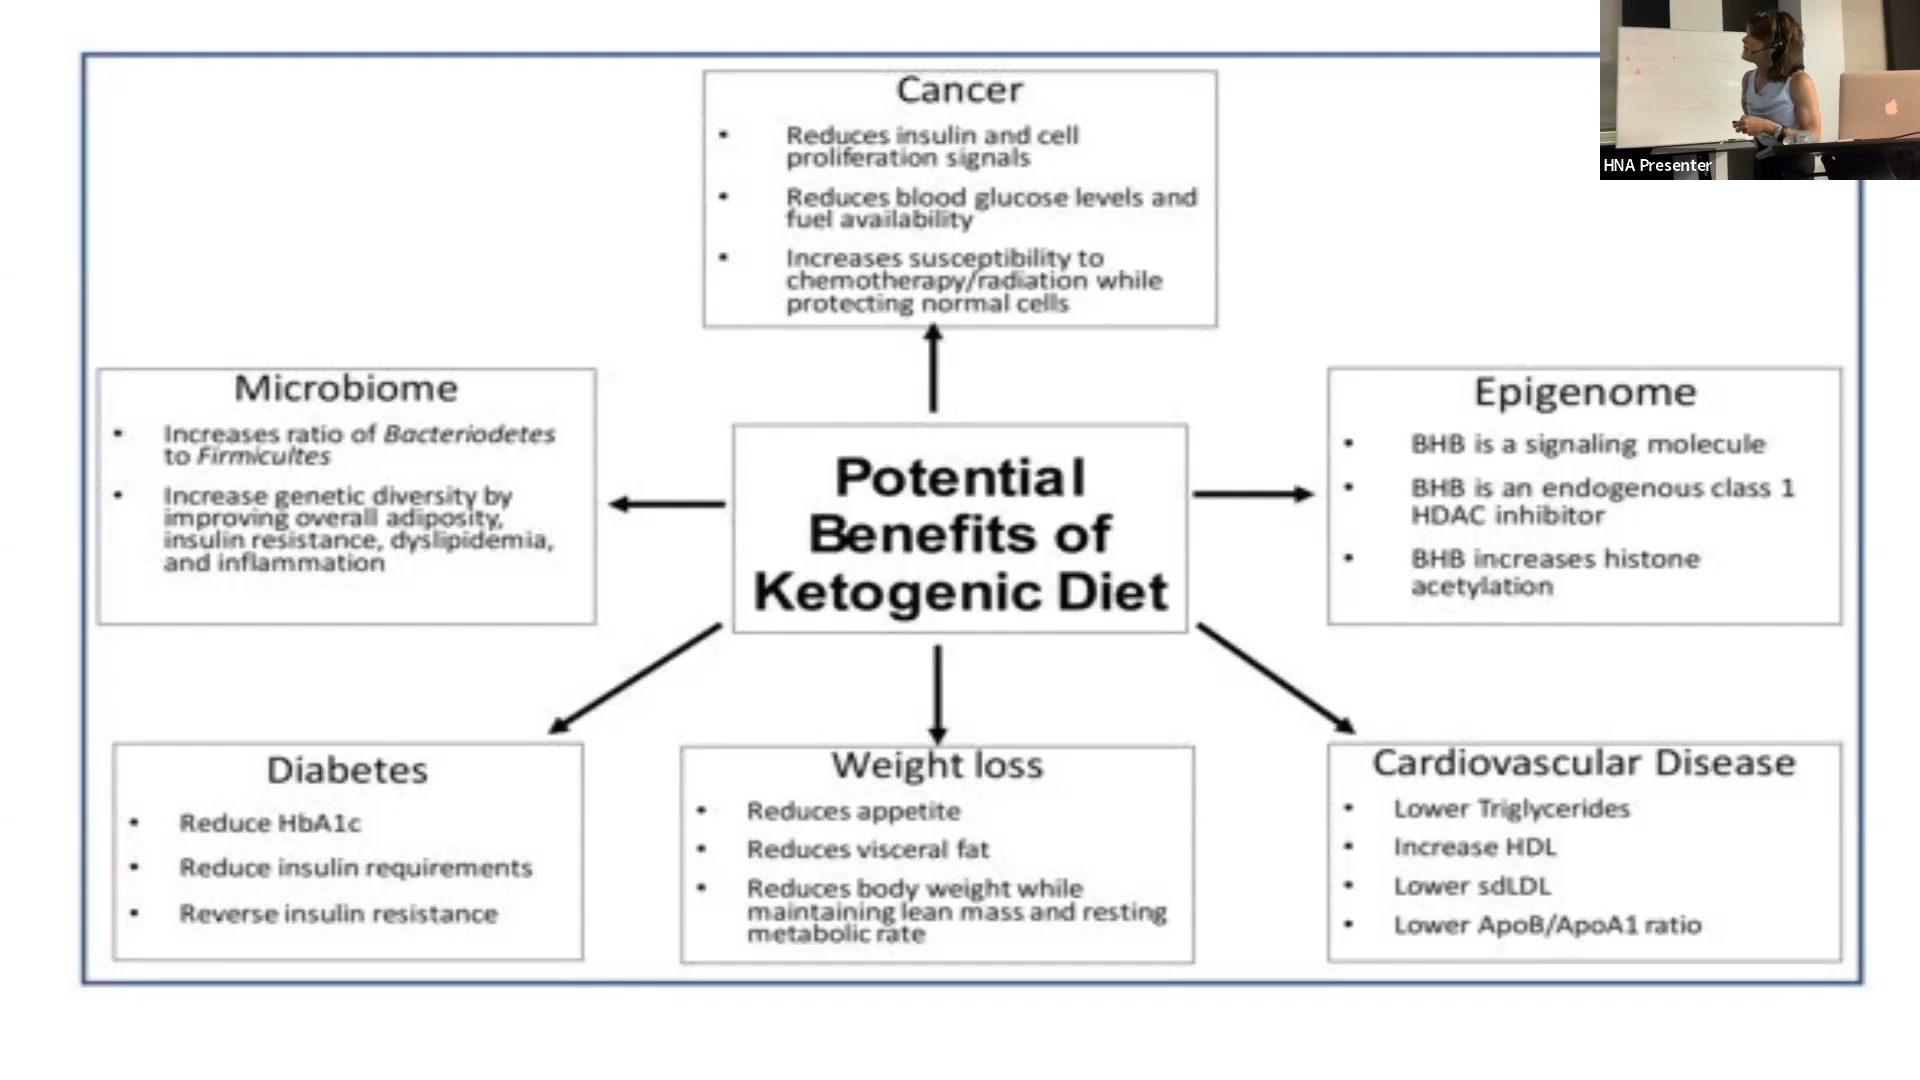 Cancer
• Reduces insulin and cell
proliferation signals
• Reduces blood glucose levels and
fuel availability
• Increases susceptibility to
chemotherapy/radiation while
protecting normal cells
HNA Presenter
Microbiome
• Increases ratio of Bacteriodetes
to Firmicultes
• Increase genetic diversity by
improving overall adiposity,
insulin resistance, dyslipidemia,
and inflammation
Potential
Benefits of
Ketogenic Diet
Epigenome
• BHB is a signaling molecule
• BHB is an endogenous class 1
HDAC inhibitor
• BHB increases histone
acetylation
Diabetes
• Reduce HbA1c
• Reduce insulin requirements
• Reverse insulin resistance
Weight loss
• Reduces appetite
• Reduces visceral fat
• Reduces body weight while
maintaining lean mass and resting
metabolic rate
Cardiovascular Disease
• Lower Triglycerides
• Increase HDL
• Lower sdLDL
• Lower ApoB/ApoA1 ratio